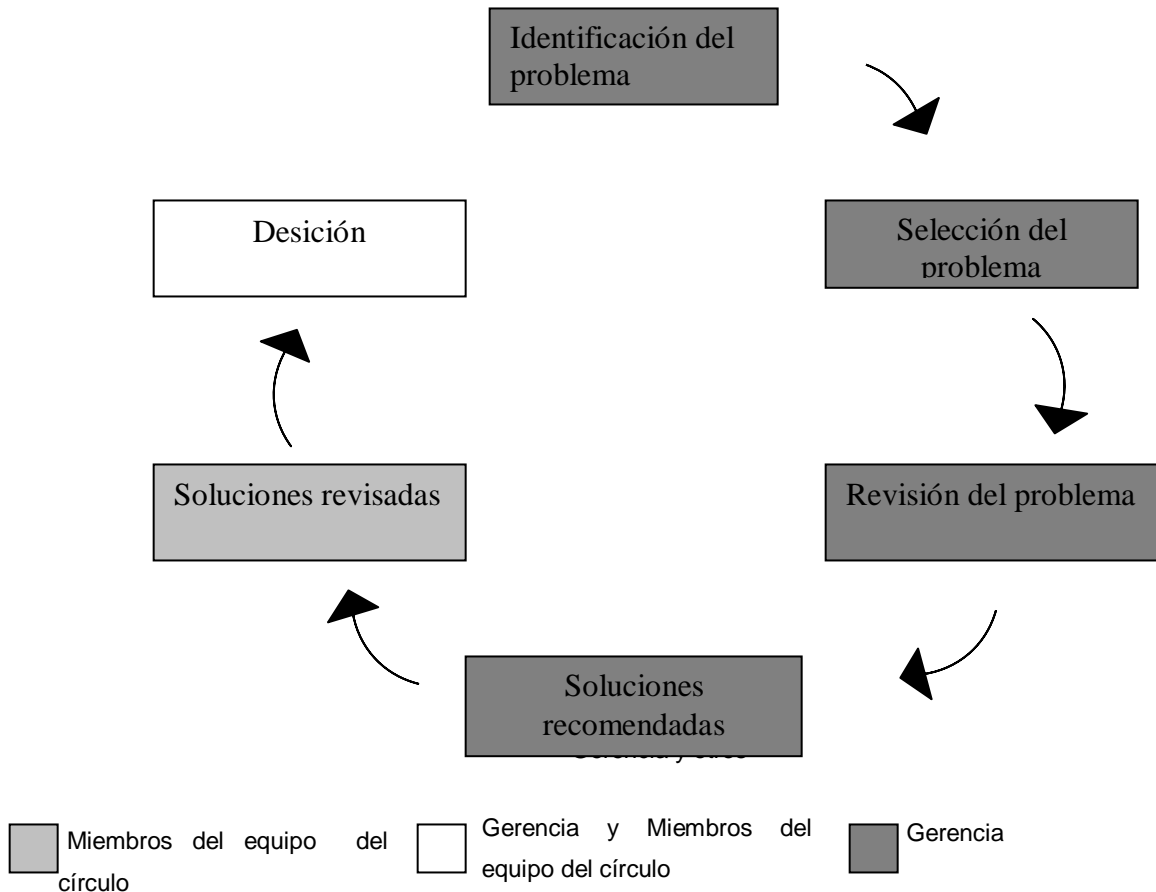 Identificación del
problema
Desición
Selección del
problema
Soluciones revisadas
Revisión del problema
Soluciones
recomendadas
Miembros del equipo del
círculo
Gerencia y Miembros del
equipo del círculo
Gerencia